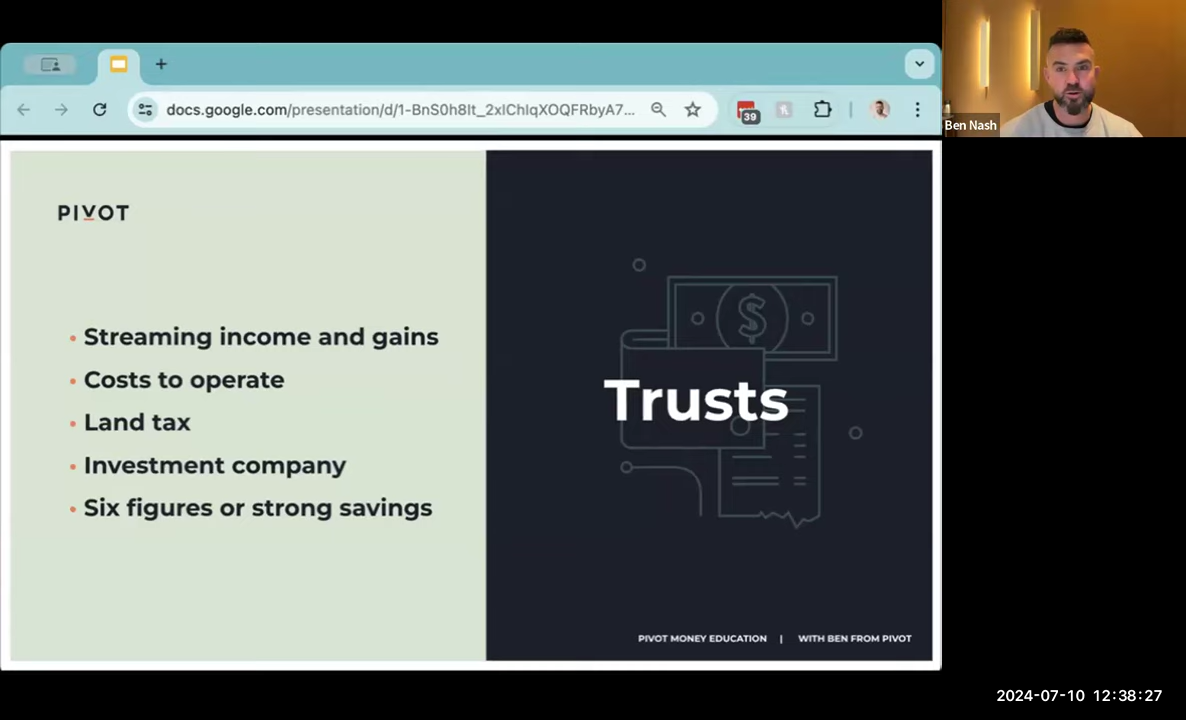 docs.google.com/presentation/d/1-BnS0h8It_2xIChIqXOQFRbyA7...
39
Ben Nash
PIVOT
• Streaming income and gains
• Costs to operate
• Land tax
• Investment company
• Six figures or strong savings
$
Trusts
PIVOT MONEY EDUCATION | WITH BEN FROM PIVOT
2024-07-10 12:38:27